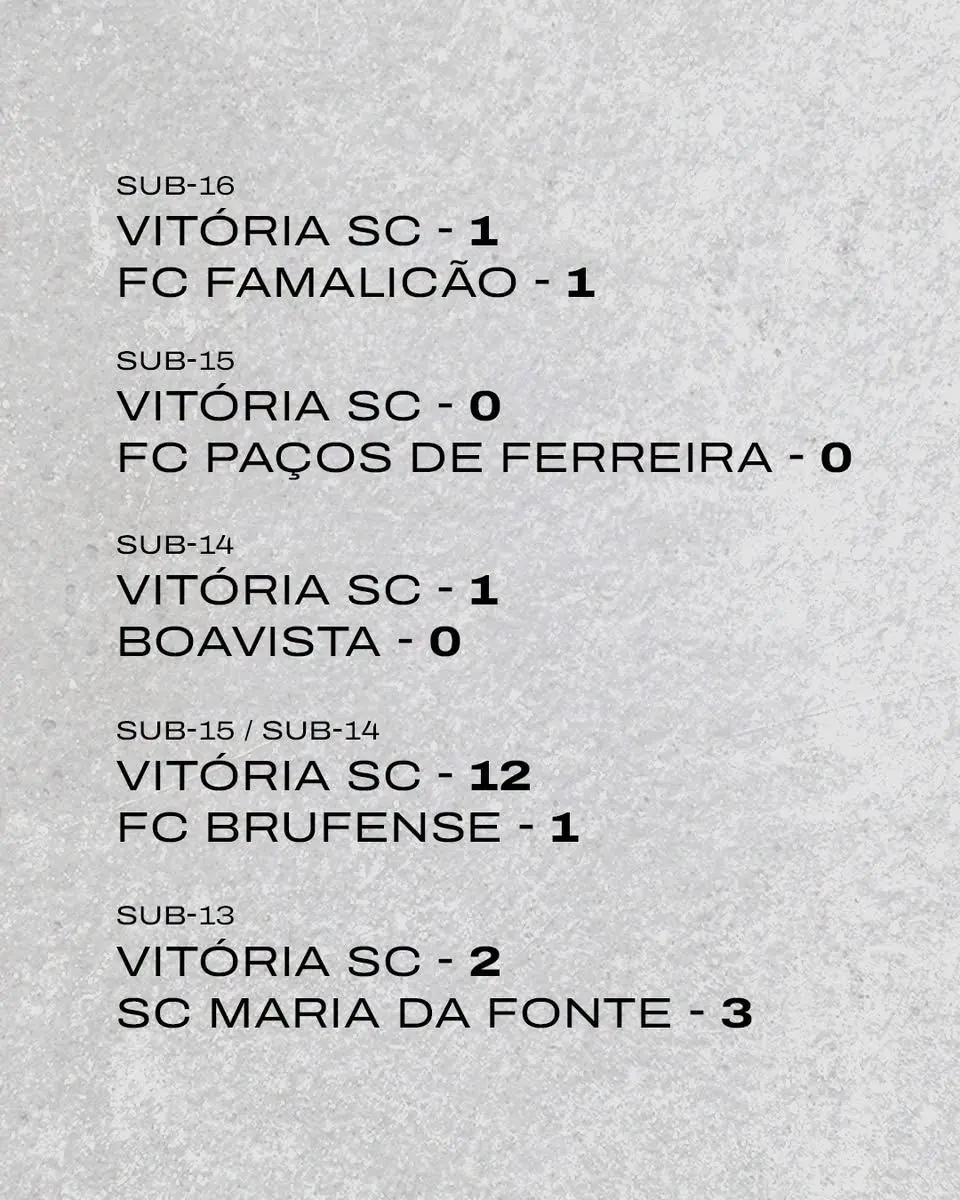 SUB-16
VITÓRIA SC - 1
FC FAMALICÃO - 1
SUB-15
VITÓRIA SC - 0
FC PAÇOS DE FERREIRA - 0
SUB-14
VITÓRIA SC - 1
BOAVISTA - 0
SUB-15 / SUB-14
VITÓRIA SC - 12
FC BRUFENSE - 1
SUB-13
VITÓRIA SC - 2
SC MARIA DA FONTE - 3